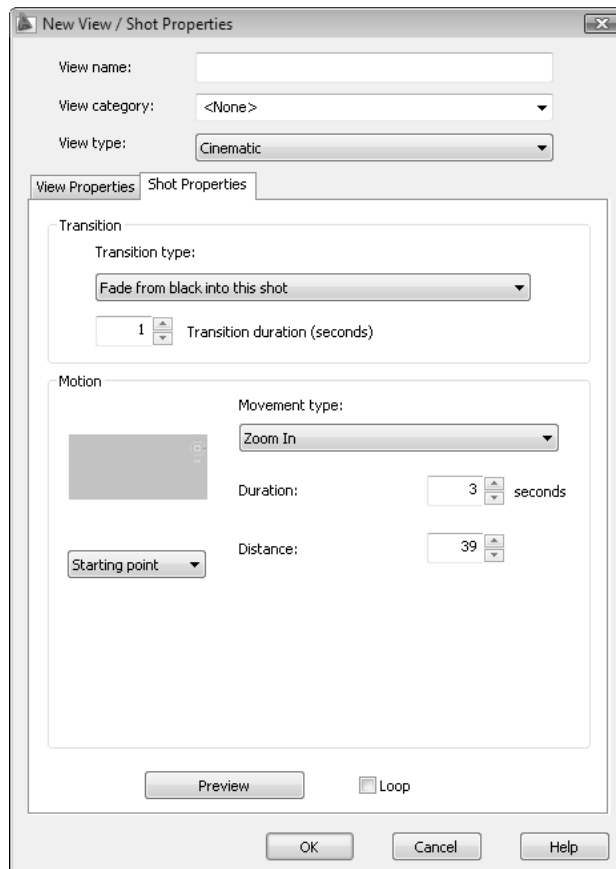 New View / Shot Properties
View name:
View category: <None>
View type: Cinematic
View Properties Shot Properties
Transition
Transition type:
Fade from black into this shot
1 Transition duration (seconds)
Motion
Movement type:
Zoom In
Duration: 3 seconds
Starting point
Distance: 39
Preview Loop
OK Cancel Help